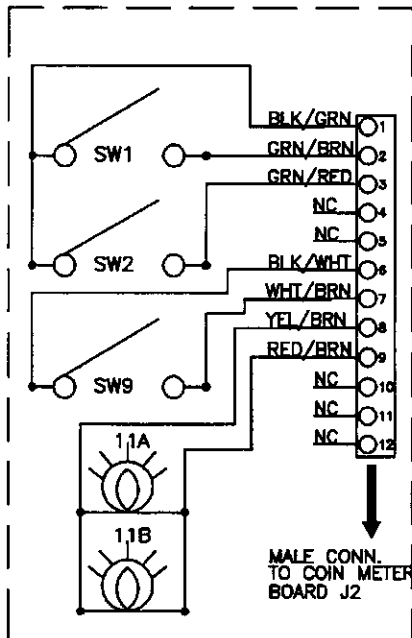 BLK/GRN 1
SW1 GRN/BRN 2
GRN/RED 3
NC 4
NC 5
SW2 BLK/WHT 6
WHT/BRN 7
YEL/BRN 8
RED/BRN 9
SW9 NC 10
NC 11
11A NC 12
11B
MALE CONN.
TO COIN METER
BOARD J2